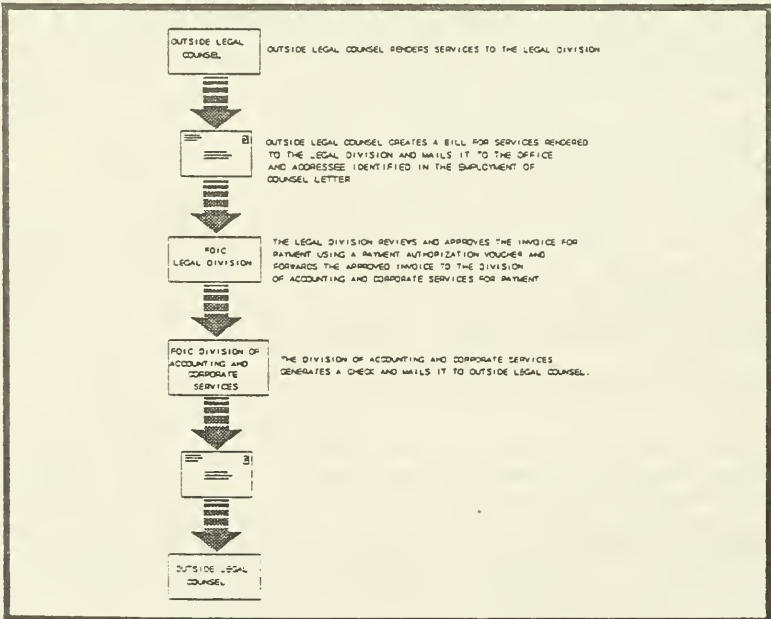 OUTSIDE LEGAL
COUNSEL
OUTSIDE LEGAL COUNSEL RENDERS SERVICES TO THE LEGAL DIVISION
OUTSIDE LEGAL COUNSEL CREATES A BILL FOR SERVICES RENDERED
TO THE LEGAL DIVISION AND MAILS IT TO THE OFFICE
AND ADDRESSEE IDENTIFIED IN THE EMPLOYMENT OF
COUNSEL LETTER
FDIC
LEGAL DIVISION
THE LEGAL DIVISION REVIEWS AND APPROVES THE INVOICE FOR
PAYMENT USING A PAYMENT AUTHORIZATION VOUCHER AND
FORWARDS THE APPROVED INVOICE TO THE DIVISION
OF ACCOUNTING AND CORPORATE SERVICES FOR PAYMENT
FDIC DIVISION OF
ACCOUNTING AND
CORPORATE
SERVICES
THE DIVISION OF ACCOUNTING AND CORPORATE SERVICES
GENERATES A CHECK AND MAILS IT TO OUTSIDE LEGAL COUNSEL.
OUTSIDE LEGAL
COUNSEL